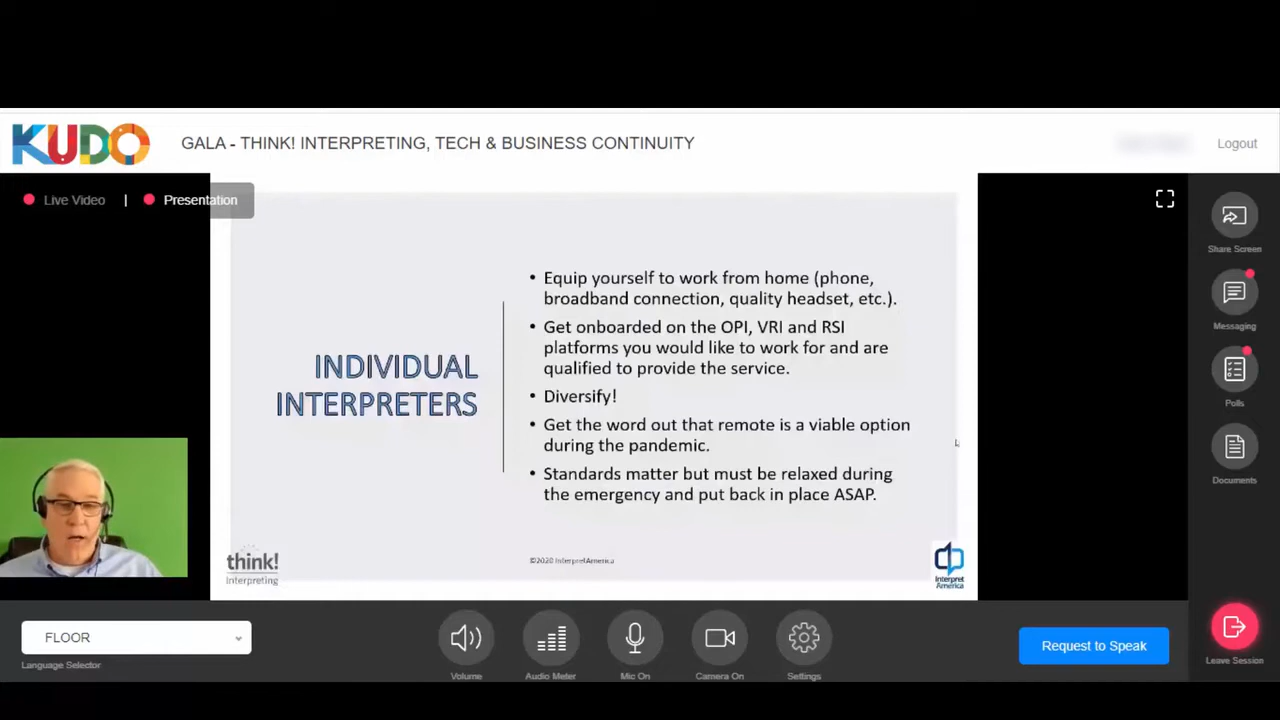 KUDO
GALA - THINK! INTERPRETING, TECH & BUSINESS CONTINUITY
Logout
Live Video | Presentation
Share Screen
Messaging
Polls
Documents
INDIVIDUAL
INTERPRETERS
• Equip yourself to work from home (phone,
broadband connection, quality headset, etc.).
• Get onboarded on the OPI, VRI and RSI
platforms you would like to work for and are
qualified to provide the service.
• Diversify!
• Get the word out that remote is a viable option
during the pandemic.
• Standards matter but must be relaxed during
the emergency and put back in place ASAP.
think!
interpreting
©2020 InterpretAmerica
Interpret
America
FLOOR
Language Selector
Volume
Audio Meter
Mic On
Camera On
Settings
Request to Speak
Leave Session